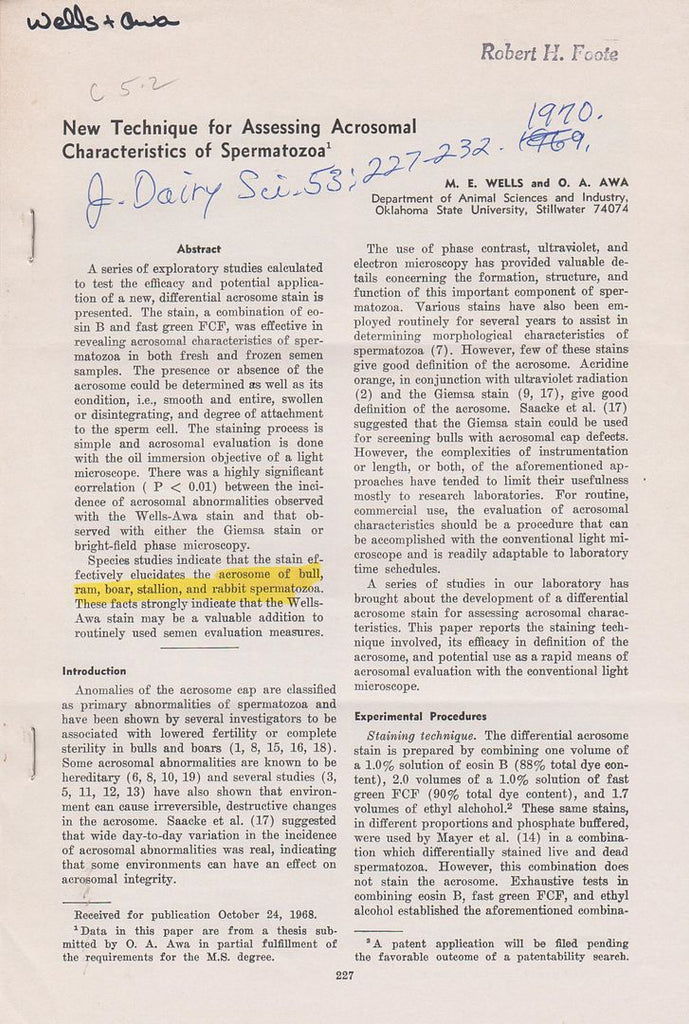 Wells + Awa
Robert H. Foote
C 5.2
New Technique for Assessing Acrosomal
Characteristics of Spermatozoa¹
J. Dairy Sci. 53: 227-232. 1969. 1970.
M. E. WELLS and O. A. AWA
Department of Animal Sciences and Industry,
Oklahoma State University, Stillwater 74074
Abstract
A series of exploratory studies calculated
to test the efficacy and potential applica-
tion of a new, differential acrosome stain is
presented. The stain, a combination of eo-
sin B and fast green FCF, was effective in
revealing acrosomal characteristics of sper-
matozoa in both fresh and frozen semen
samples. The presence or absence of the
acrosome could be determined as well as its
condition, i.e., smooth and entire, swollen
or disintegrating, and degree of attachment
to the sperm cell. The staining process is
simple and acrosomal evaluation is done
with the oil immersion objective of a light
microscope. There was a highly significant
correlation ( P < 0.01) between the inci-
dence of acrosomal abnormalities observed
with the Wells-Awa stain and that ob-
served with either the Giemsa stain or
bright-field phase microscopy.
Species studies indicate that the stain ef-
fectively elucidates the acrosome of bull,
ram, boar, stallion, and rabbit spermatozoa.
These facts strongly indicate that the Wells-
Awa stain may be a valuable addition to
routinely used semen evaluation measures.
Introduction
Anomalies of the acrosome cap are classified
as primary abnormalities of spermatozoa and
have been shown by several investigators to be
associated with lowered fertility or complete
sterility in bulls and boars (1, 8, 15, 16, 18).
Some acrosomal abnormalities are known to be
hereditary (6, 8, 10, 19) and several studies (3,
5, 11, 12, 13) have also shown that environ-
ment can cause irreversible, destructive changes
in the acrosome. Saacke et al. (17) suggested
that wide day-to-day variation in the incidence
of acrosomal abnormalities was real, indicating
that some environments can have an effect on
acrosomal integrity.
Received for publication October 24, 1968.
¹Data in this paper are from a thesis sub-
mitted by O. A. Awa in partial fulfillment of
the requirements for the M.S. degree.
The use of phase contrast, ultraviolet, and
electron microscopy has provided valuable de-
tails concerning the formation, structure, and
function of this important component of sper-
matozoa. Various stains have also been em-
ployed routinely for several years to assist in
determining morphological characteristics of
spermatozoa (7). However, few of these stains
give good definition of the acrosome. Acridine
orange, in conjunction with ultraviolet radiation
(2) and the Giemsa stain (9, 17), give good
definition of the acrosome. Saacke et al. (17)
suggested that the Giemsa stain could be used
for screening bulls with acrosomal cap defects.
However, the complexities of instrumentation
or length, or both, of the aforementioned ap-
proaches have tended to limit their usefulness
mostly to research laboratories. For routine,
commercial use, the evaluation of acrosomal
characteristics should be a procedure that can
be accomplished with the conventional light mi-
croscope and is readily adaptable to laboratory
time schedules.
A series of studies in our laboratory has
brought about the development of a differential
acrosome stain for assessing acrosomal charac-
teristics. This paper reports the staining tech-
nique involved, its efficacy in definition of the
acrosome, and potential use as a rapid means of
acrosomal evaluation with the conventional light
microscope.
Experimental Procedures
Staining technique. The differential acrosome
stain is prepared by combining one volume of
a 1.0% solution of eosin B (88% total dye con-
tent), 2.0 volumes of a 1.0% solution of fast
green FCF (90% total dye content), and 1.7
volumes of ethyl alchohol.² These same stains,
in different proportions and phosphate buffered,
were used by Mayer et al. (14) in a combina-
tion which differentially stained live and dead
spermatozoa. However, this combination does
not stain the acrosome. Exhaustive tests in
combining eosin B, fast green FCF, and ethyl
alcohol established the aforementioned combina-
²A patent application will be filed pending
the favorable outcome of a patentability search.
227